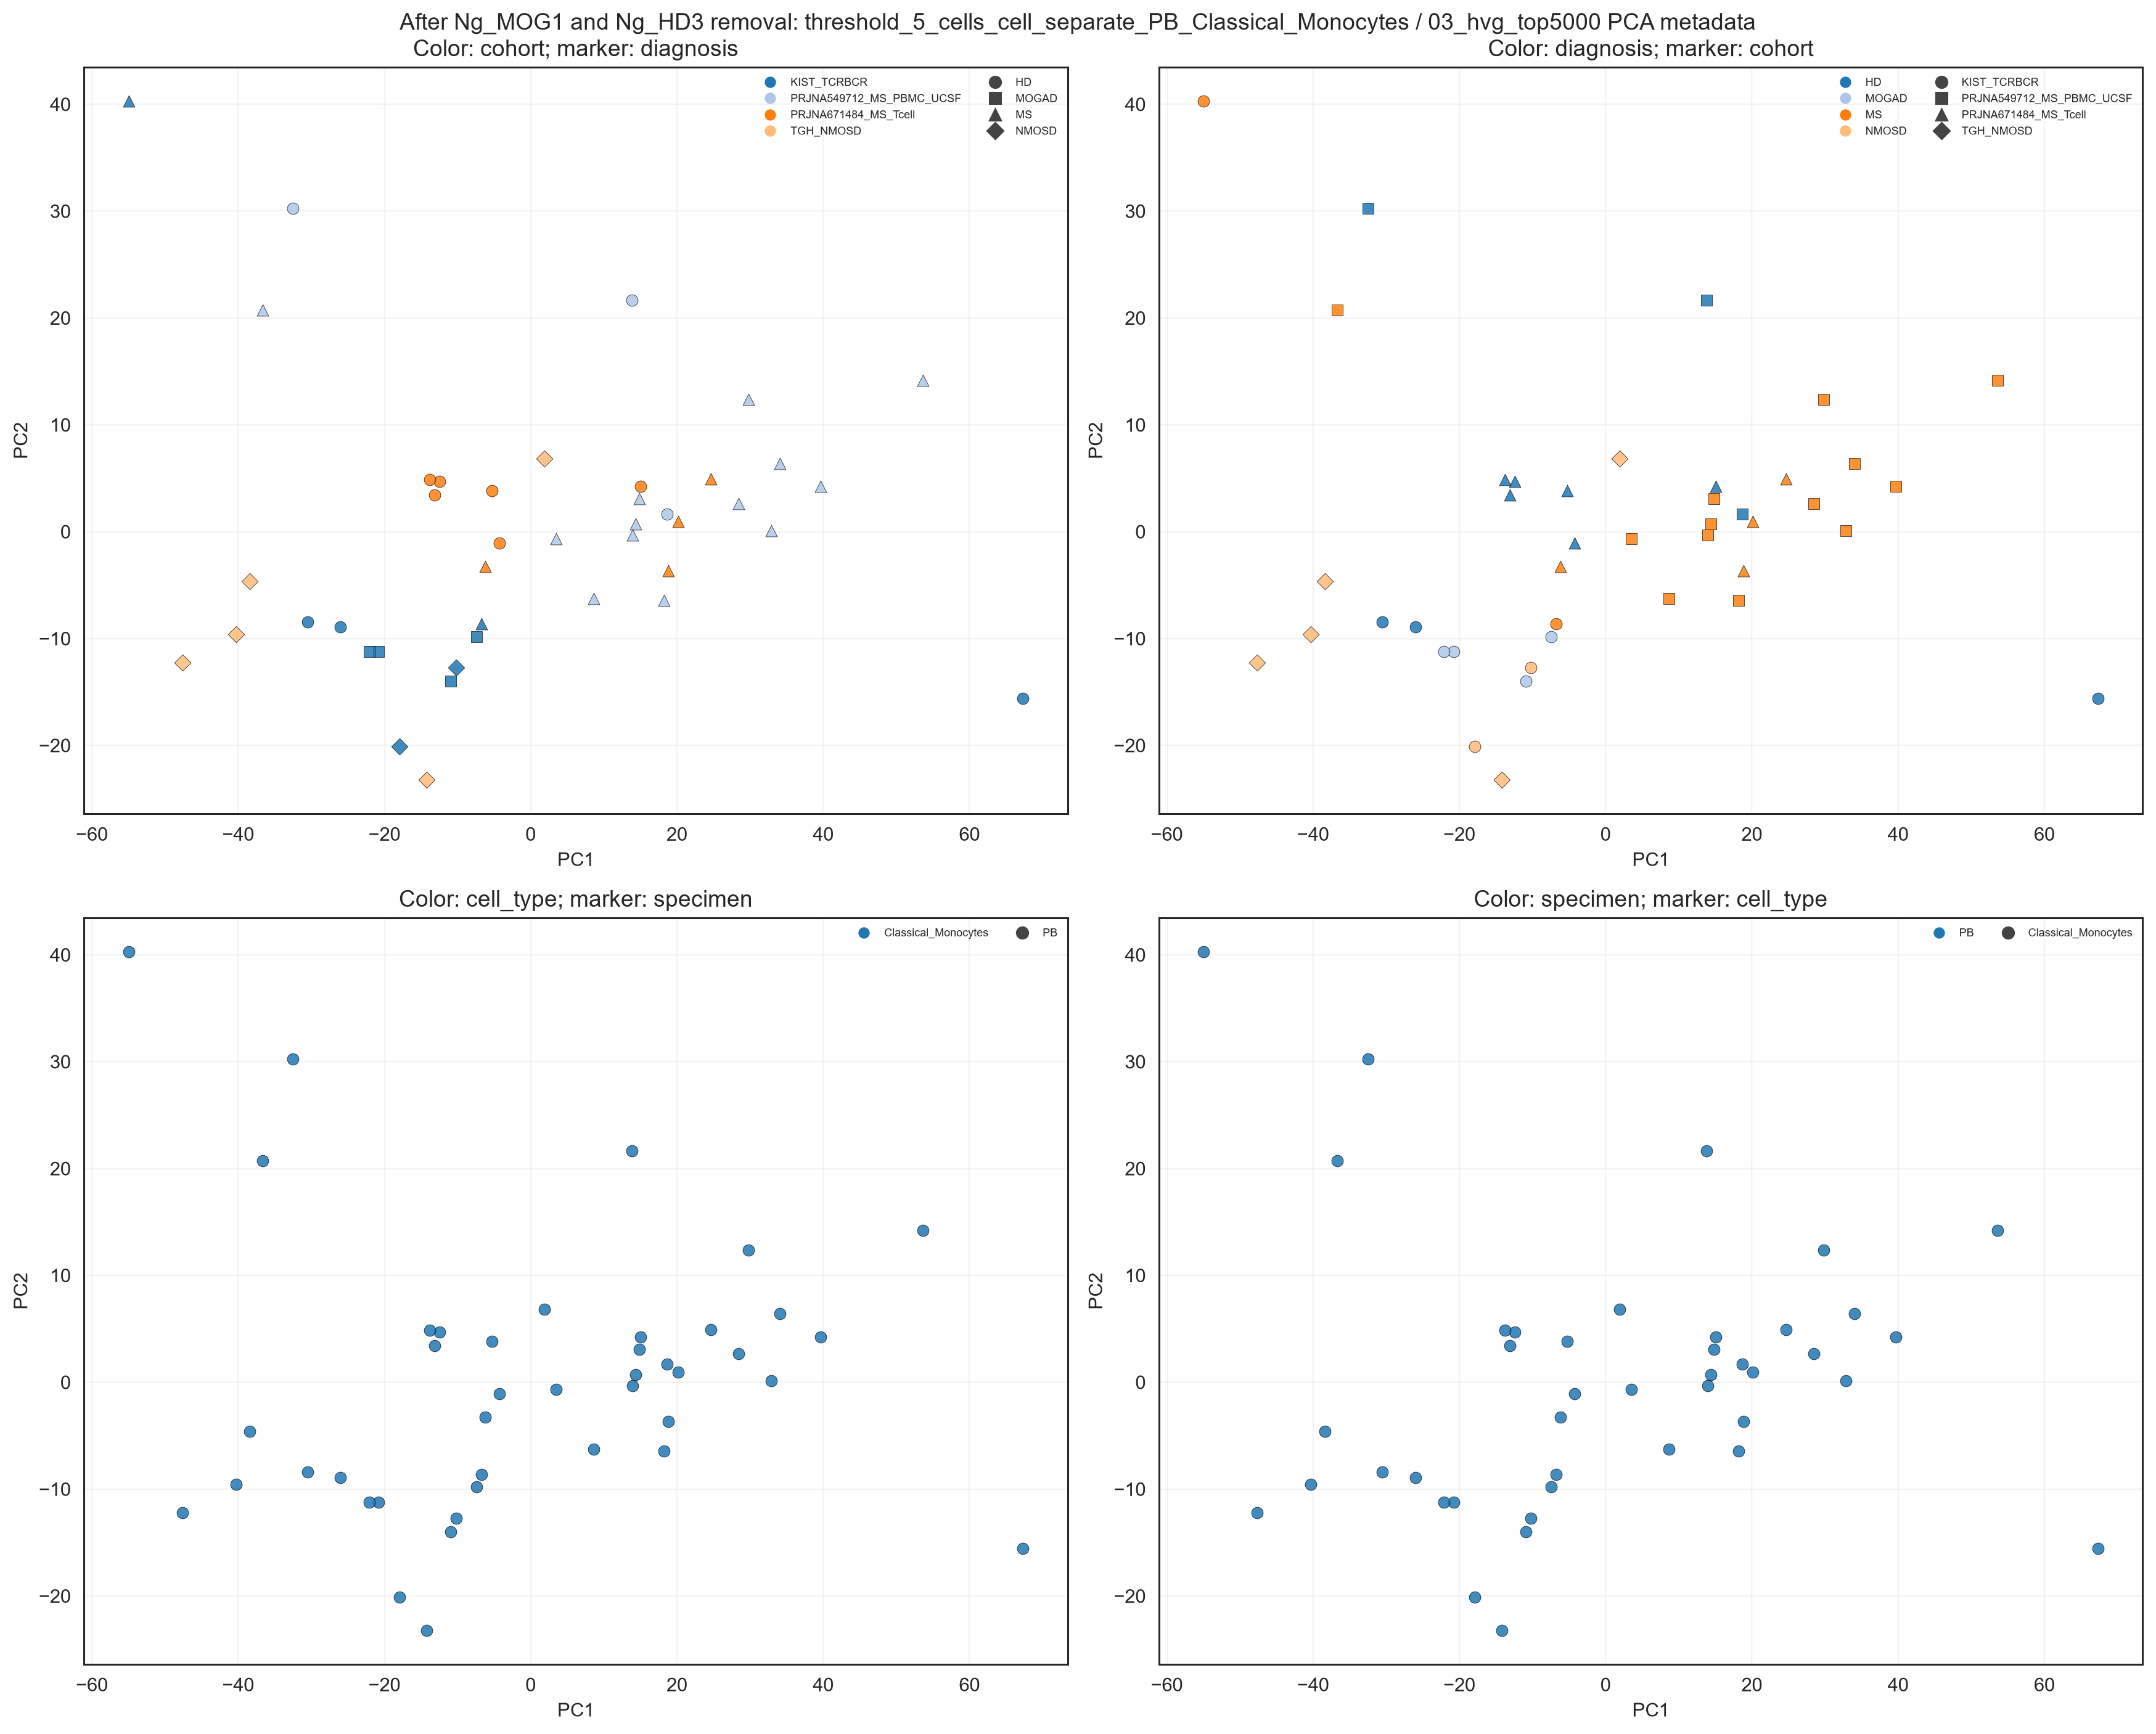 After Ng_MOG1 and Ng_HD3 removal: threshold_5_cells_cell_separate_PB_Classical_Monocytes / 03_hvg_top5000 PCA metadata
Color: cohort; marker: diagnosis
KIST_TCRBCR
PRJNA549712_MS_PBMC_UCSF
PRJNA671484_MS_Tcell
TGH_NMOSD
HD
MOGAD
MS
NMOSD
PC2
40
30
20
10
0
−10
−20
−60
−40
−20
0
20
40
60
PC1
Color: diagnosis; marker: cohort
HD
MOGAD
MS
NMOSD
KIST_TCRBCR
PRJNA549712_MS_PBMC_UCSF
PRJNA671484_MS_Tcell
TGH_NMOSD
PC2
40
30
20
10
0
−10
−20
−60
−40
−20
0
20
40
60
PC1
Color: cell_type; marker: specimen
Classical_Monocytes
PB
PC2
40
30
20
10
0
−10
−20
−60
−40
−20
0
20
40
60
PC1
Color: specimen; marker: cell_type
PB
Classical_Monocytes
PC2
40
30
20
10
0
−10
−20
−60
−40
−20
0
20
40
60
PC1